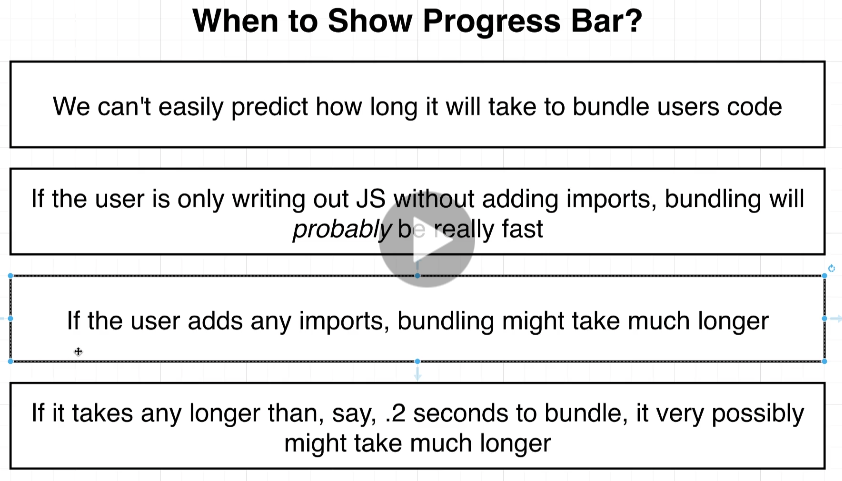 When to Show Progress Bar?
We can't easily predict how long it will take to bundle users code
If the user is only writing out JS without adding imports, bundling will
probably be really fast
If the user adds any imports, bundling might take much longer
If it takes any longer than, say, .2 seconds to bundle, it very possibly
might take much longer